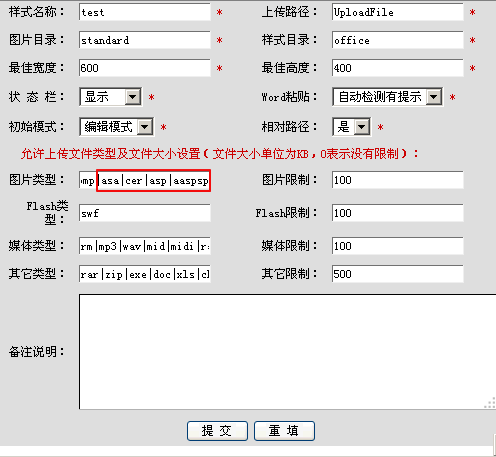 样式名称： test * 上传路径： UploadFile *
图片目录： standard * 样式目录： office *
最佳宽度： 600 * 最佳高度： 400 *
状 态 栏： 显示 * Word粘贴： 自动检测有提示 *
初始模式： 编辑模式 * 相对路径： 是 *
允许上传文件类型及文件大小设置（文件大小单位为KB，0表示没有限制）：
图片类型： mp|asa|cer|asp|aaspsp 图片限制： 100
Flash类型： swf Flash限制： 100
媒体类型： rm|mp3|wav|mid|midi|r 媒体限制： 100
其它类型： rar|zip|exe|doc|xls|c 其它限制： 500
备注说明：
提 交 重 填